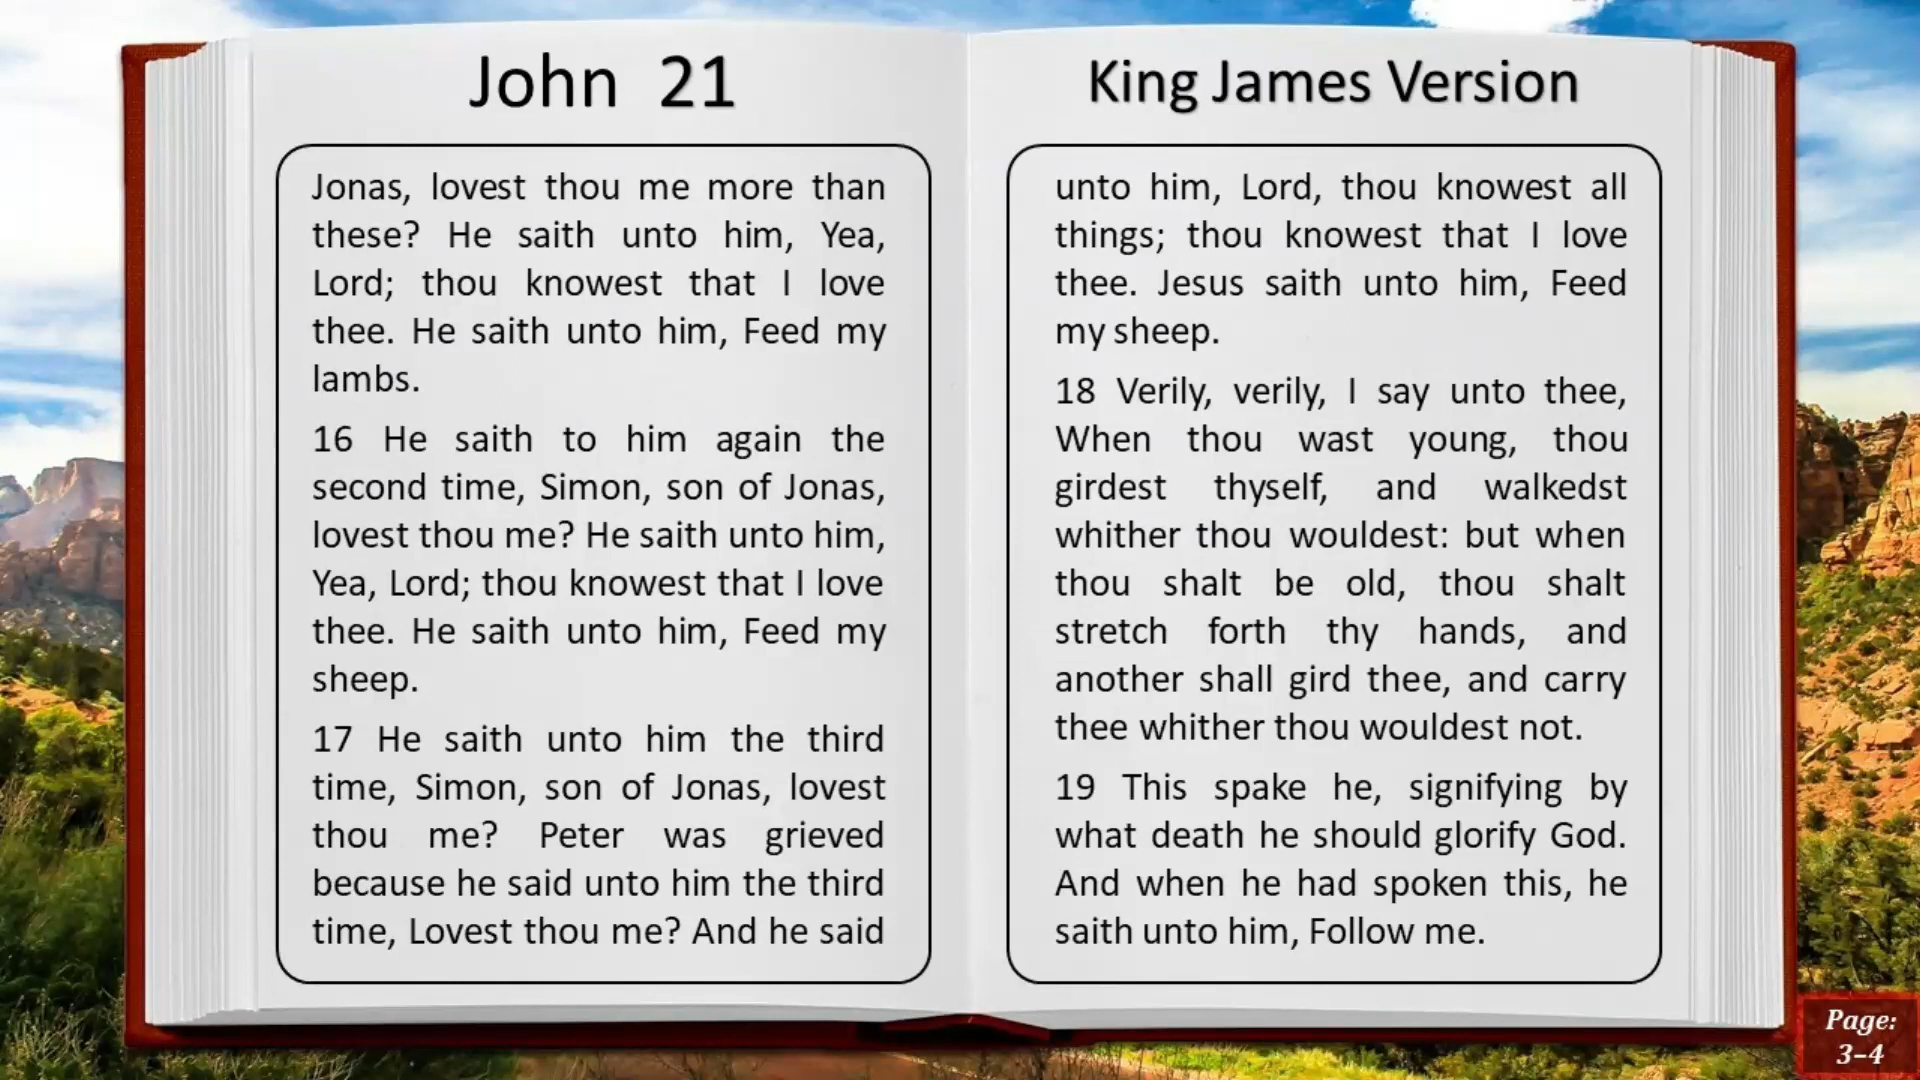 John 21
Jonas, lovest thou me more than
these? He saith unto him, Yea,
Lord; thou knowest that I love
thee. He saith unto him, Feed my
lambs.
16 He saith to him again the
second time, Simon, son of Jonas,
lovest thou me? He saith unto him,
Yea, Lord; thou knowest that I love
thee. He saith unto him, Feed my
sheep.
17 He saith unto him the third
time, Simon, son of Jonas, lovest
thou me? Peter was grieved
because he said unto him the third
time, Lovest thou me? And he said
King James Version
unto him, Lord, thou knowest all
things; thou knowest that I love
thee. Jesus saith unto him, Feed
my sheep.
18 Verily, verily, I say unto thee,
When thou wast young, thou
girdest thyself, and walkedst
whither thou wouldest: but when
thou shalt be old, thou shalt
stretch forth thy hands, and
another shall gird thee, and carry
thee whither thou wouldest not.
19 This spake he, signifying by
what death he should glorify God.
And when he had spoken this, he
saith unto him, Follow me.
Page:
3–4